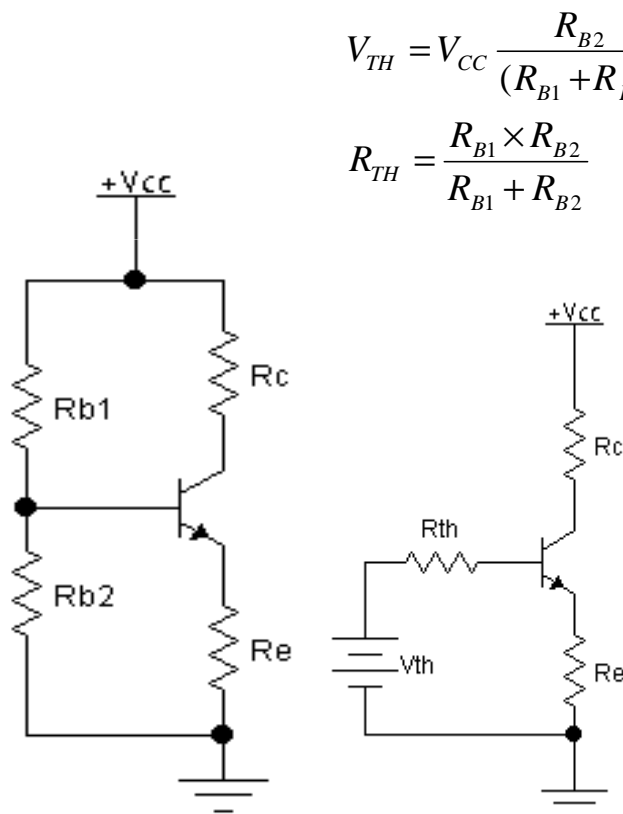 V_TH = V_CC R_B2 / (R_B1 + R
R_TH = R_B1 × R_B2 / R_B1 + R_B2
+Vcc
Rc
Rb1
Rb2
Re
+Vcc
Rc
Rth
Vth
Re